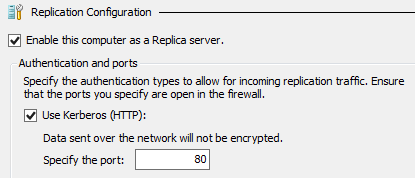 Replication Configuration
Enable this computer as a Replica server.
Authentication and ports
Specify the authentication types to allow for incoming replication traffic. Ensure
that the ports you specify are open in the firewall.
Use Kerberos (HTTP):
Data sent over the network will not be encrypted.
Specify the port: 80